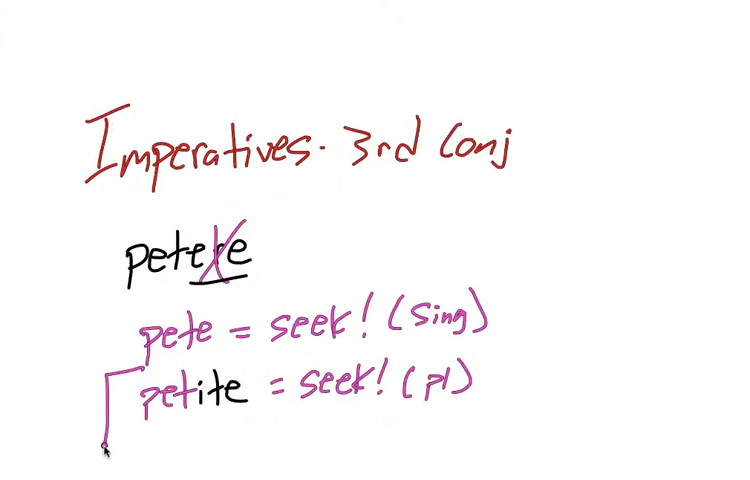 Imperatives. 3rd Conj
petere
pete = seek! (sing)
petite = seek! (pl)